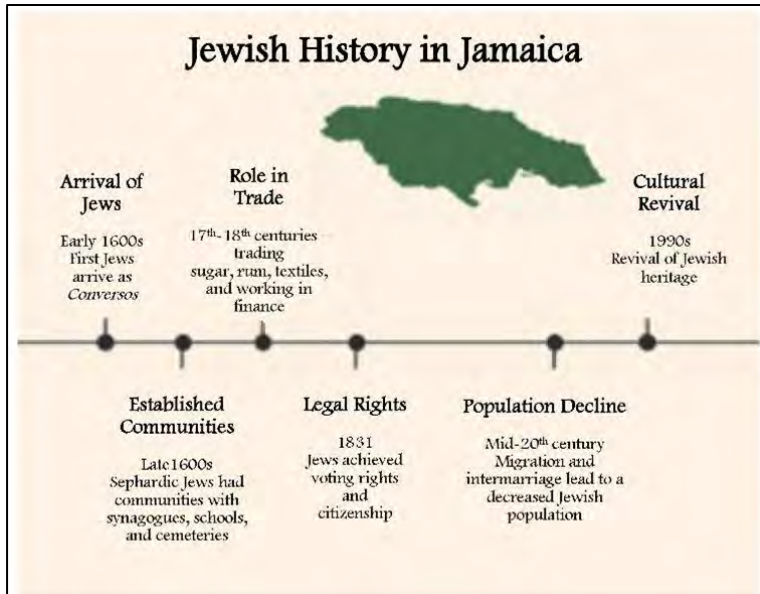 Jewish History in Jamaica
Arrival of
Jews
Early 1600s
First Jews
arrive as
Conversos
Established
Communities
Late1600s
Sephardic Jews had
communities with
synagogues, schools,
and cemeteries
Role in
Trade
17th-18th centuries
trading
sugar, rum, textiles,
and working in
finance
Legal Rights
1831
Jews achieved
voting rights
and
citizenship
Population Decline
Mid-20th century
Migration and
intermarriage lead to a
decreased Jewish
population
Cultural
Revival
1990s
Revival of Jewish
heritage